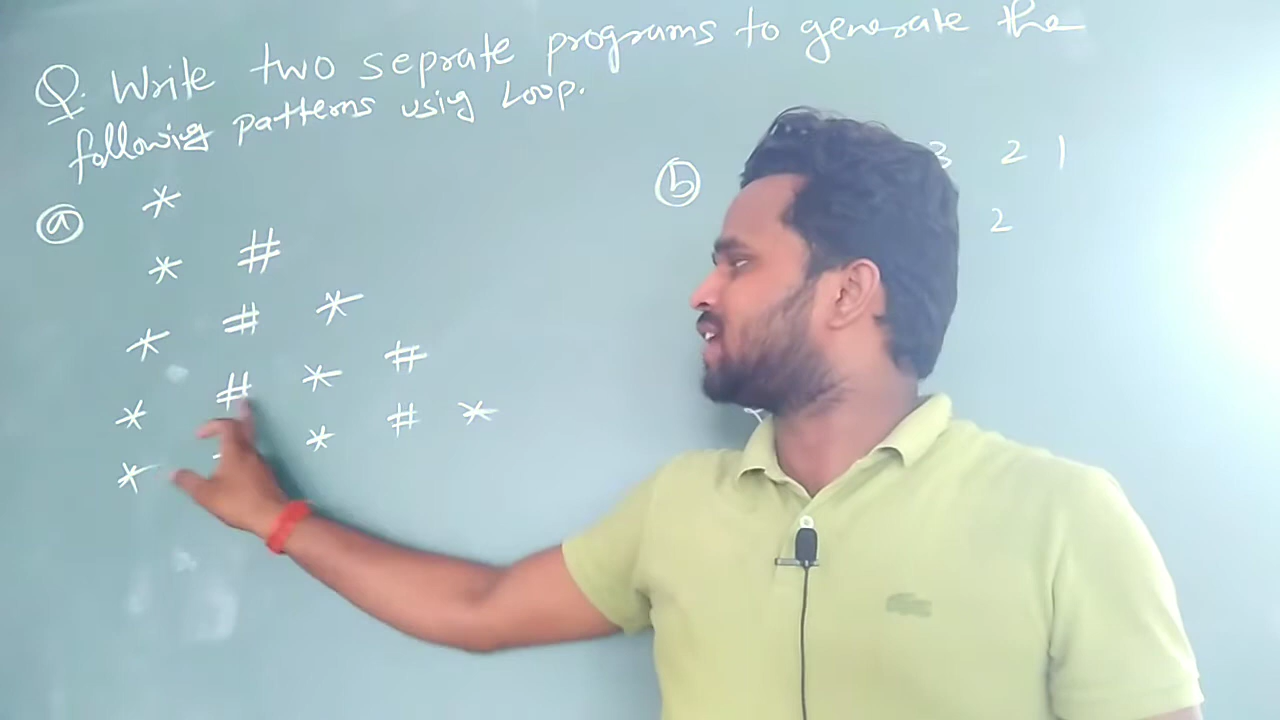 Q. Write two seprate programs to generate the
following patterns using Loop.
(a) *
* #
* # *
* # * #
* * # *
(b) 3 2 1
2